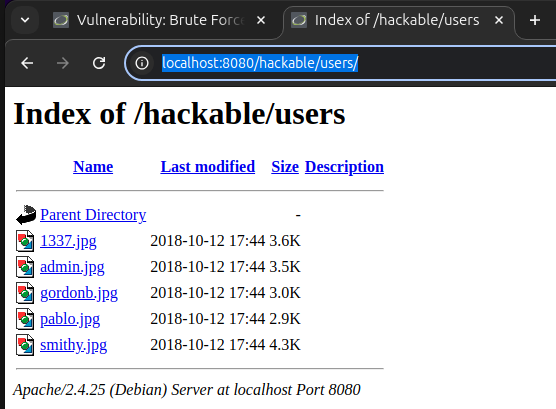 Vulnerability: Brute Force
Index of /hackable/users
localhost:8080/hackable/users/
Index of /hackable/users
Name Last modified Size Description
Parent Directory -
1337.jpg 2018-10-12 17:44 3.6K
admin.jpg 2018-10-12 17:44 3.5K
gordonb.jpg 2018-10-12 17:44 3.0K
pablo.jpg 2018-10-12 17:44 2.9K
smithy.jpg 2018-10-12 17:44 4.3K
Apache/2.4.25 (Debian) Server at localhost Port 8080